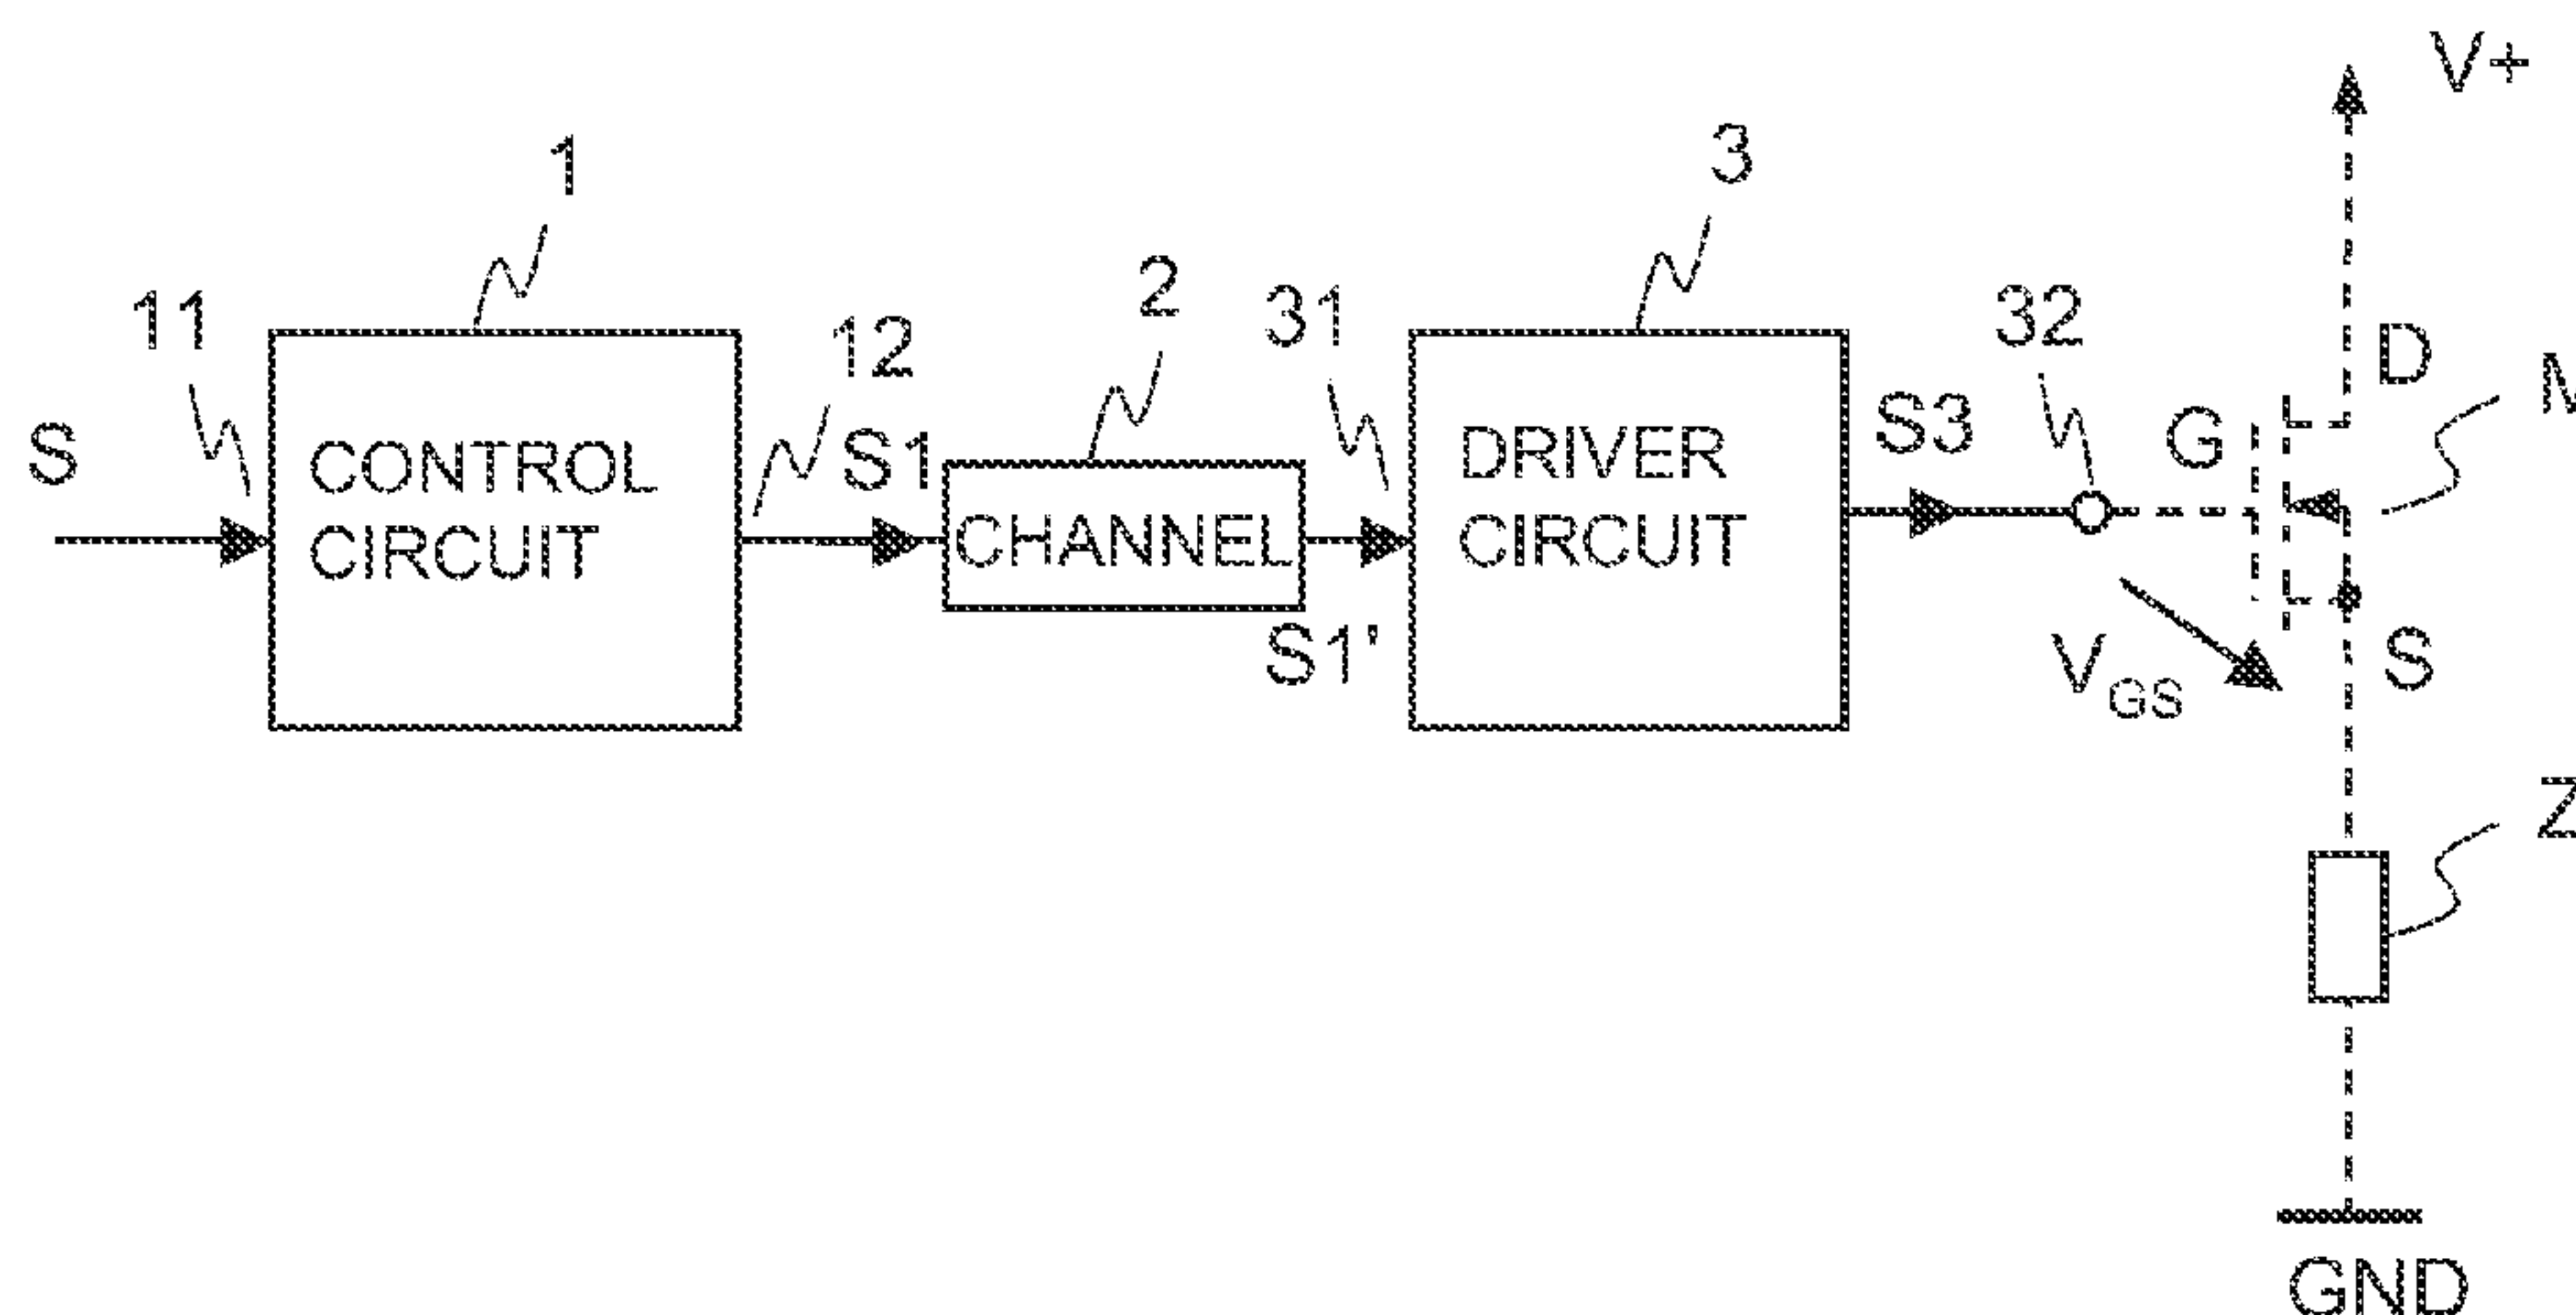 V+
1
3
2
11
12
31
32
D
M
S
CONTROL
CIRCUIT
S1
CHANNEL
S1'
DRIVER
CIRCUIT
S3
G
VGS
S
Z
GND